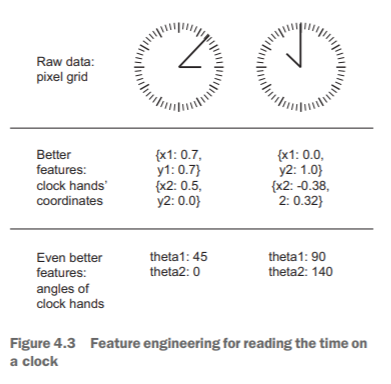 Raw data:
pixel grid
Better
features:
clock hands'
coordinates
{x1: 0.7,
y1: 0.7}
{x2: 0.5,
y2: 0.0}
{x1: 0.0,
y2: 1.0}
{x2: -0.38,
2: 0.32}
Even better
features:
angles of
clock hands
theta1: 45
theta2: 0
theta1: 90
theta2: 140
Figure 4.3 Feature engineering for reading the time on
a clock